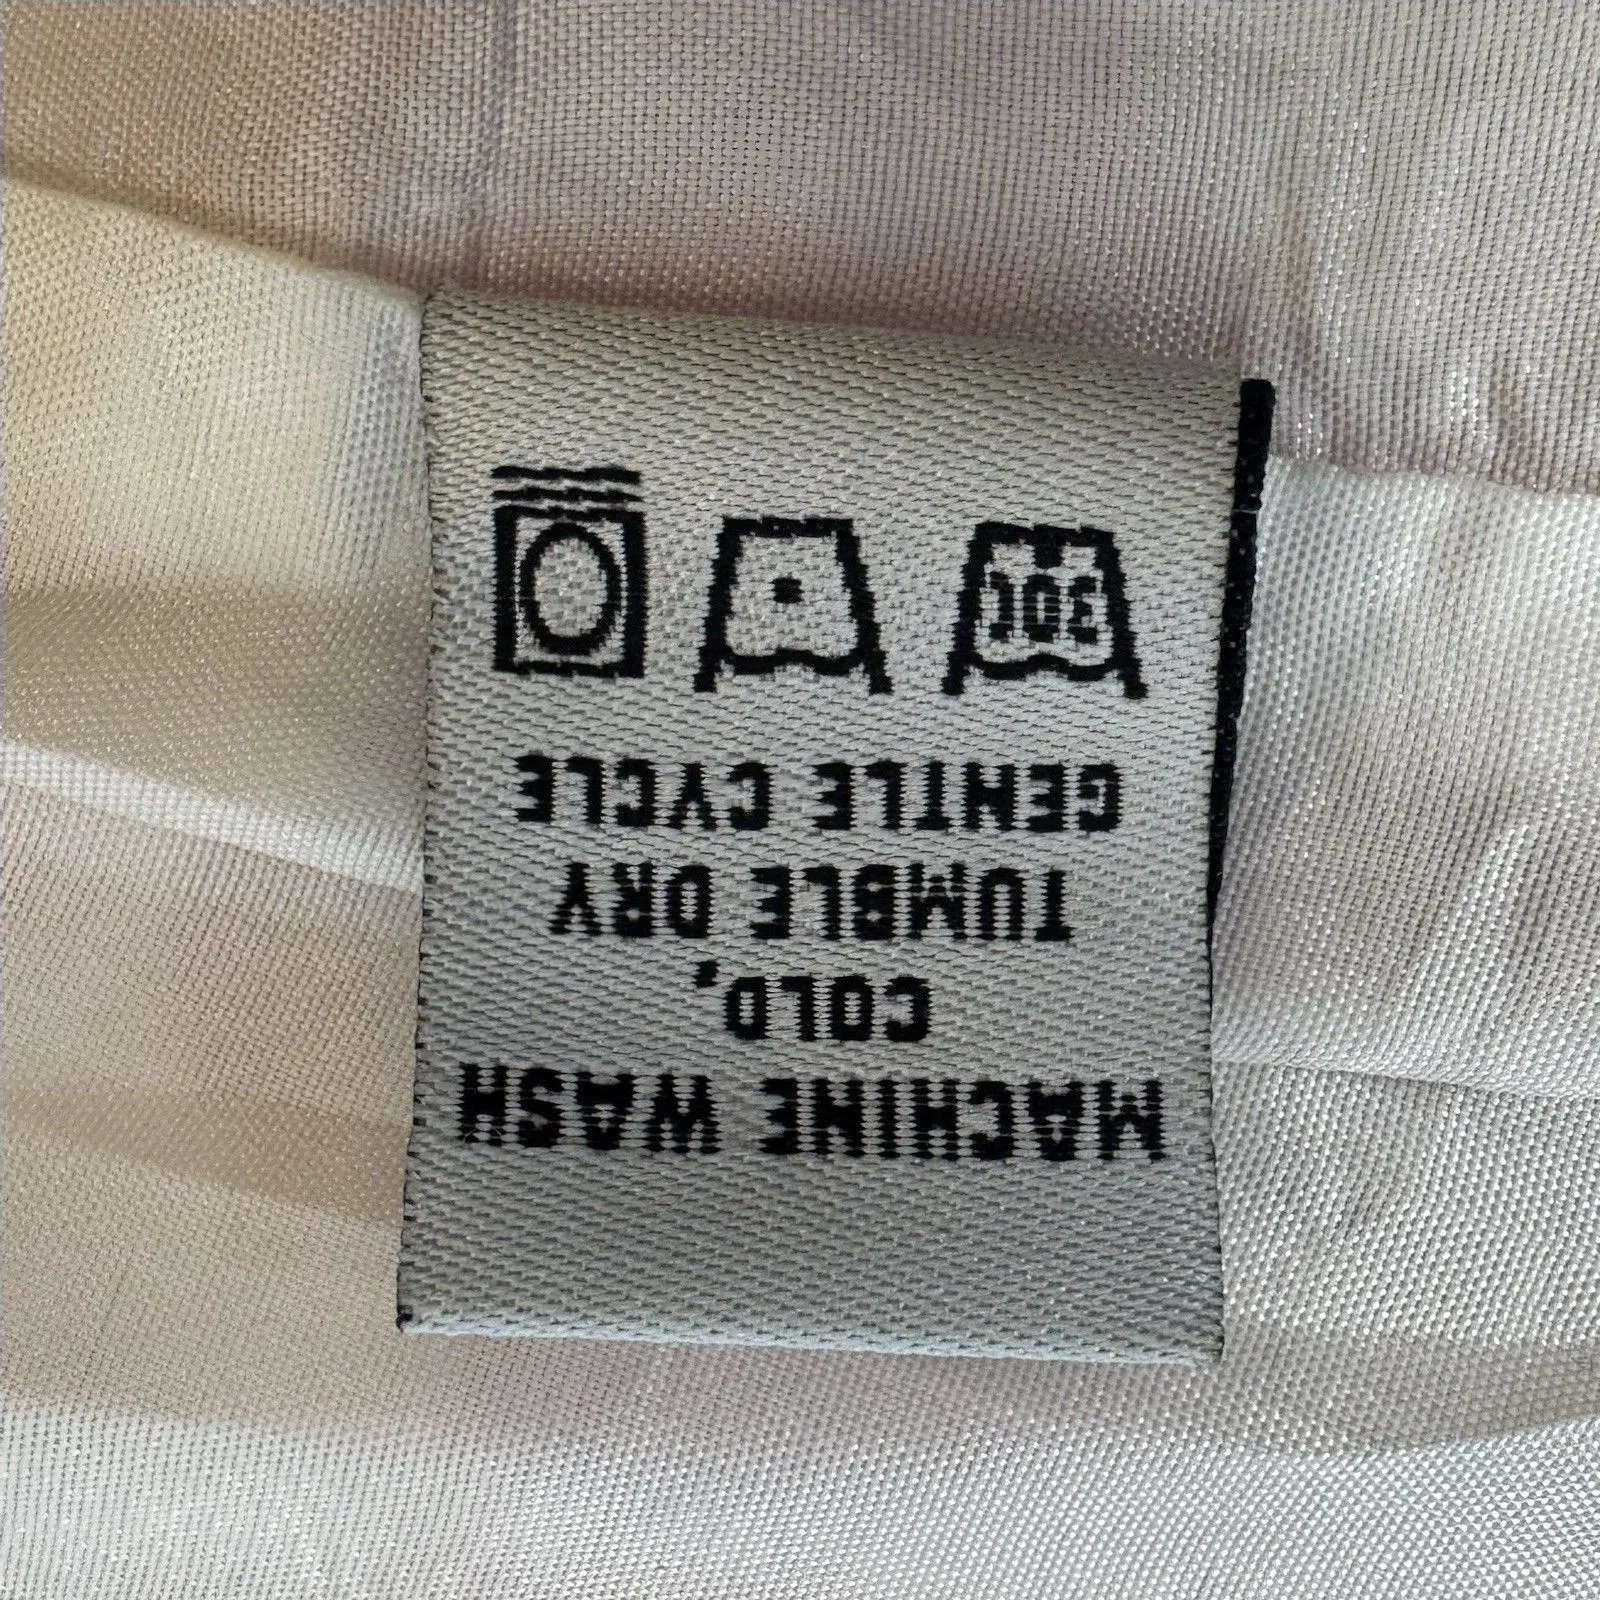 MACHINE WASH
COLD,
TUMBLE DRY
GENTLE CYCLE
30C